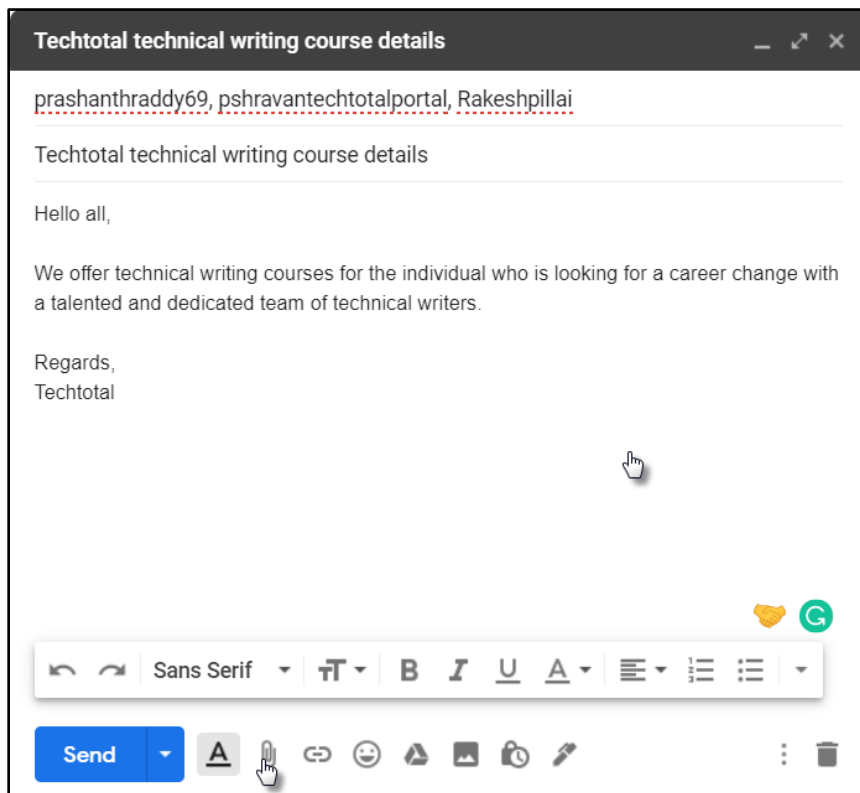 Techtotal technical writing course details
prashanthraddy69, pshravantechtotalportal, Rakeshpillai
Techtotal technical writing course details
Hello all,
We offer technical writing courses for the individual who is looking for a career change with
a talented and dedicated team of technical writers.
Regards,
Techtotal
Sans Serif
Send